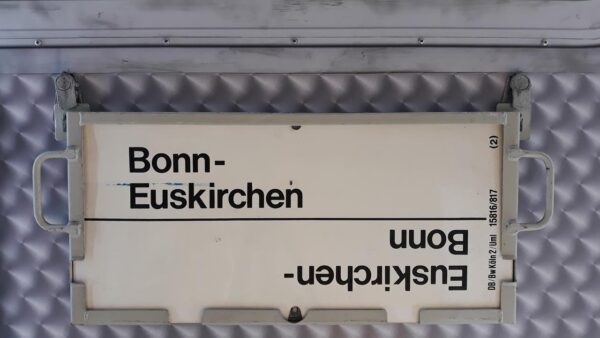 Bonn-
Euskirchen
Euskirchen-
Bonn
DB/Bw Köln 2/Uml 15816/817 (2)